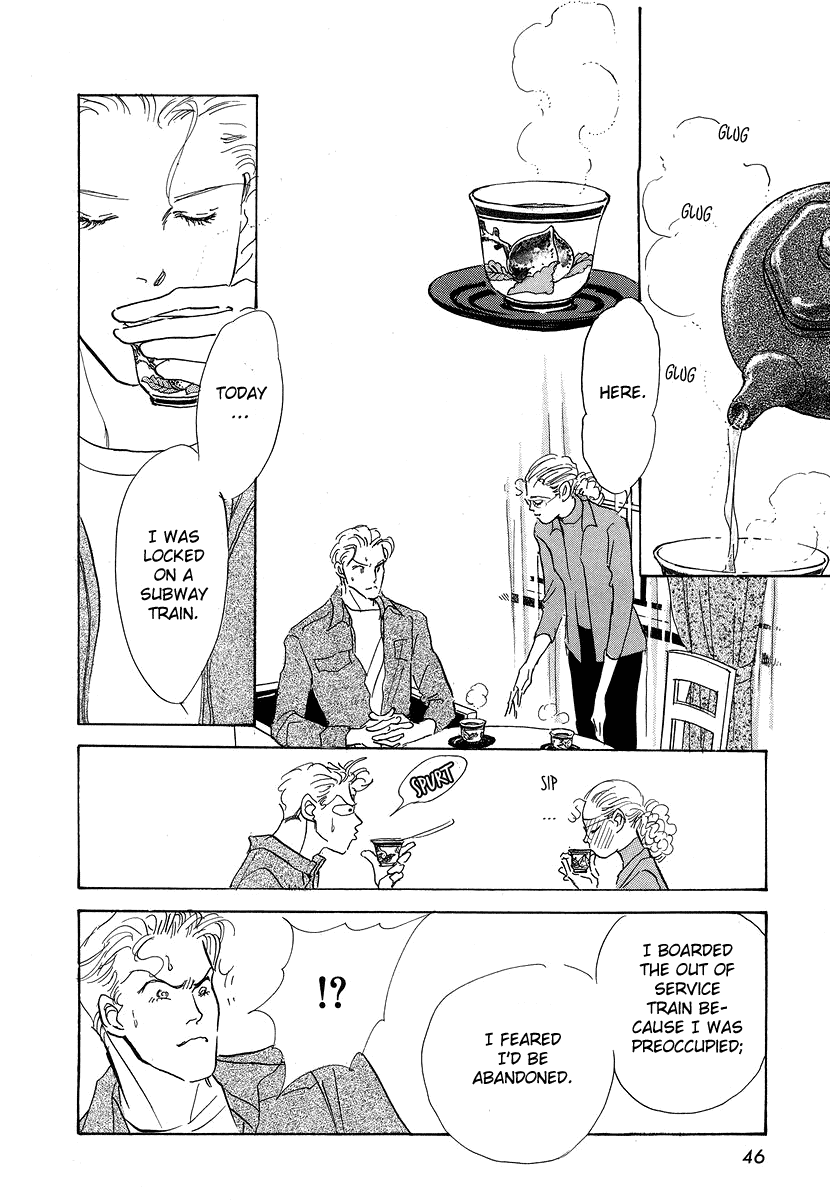 GLUG
GLUG
GLUG
HERE.
TODAY
...
I WAS
LOCKED
ON A
SUBWAY
TRAIN.
SIP
...
SPURT
I BOARDED
THE OUT OF
SERVICE
TRAIN BE-
CAUSE I WAS
PREOCCUPIED;
I FEARED
I'D BE
ABANDONED.
!?
46